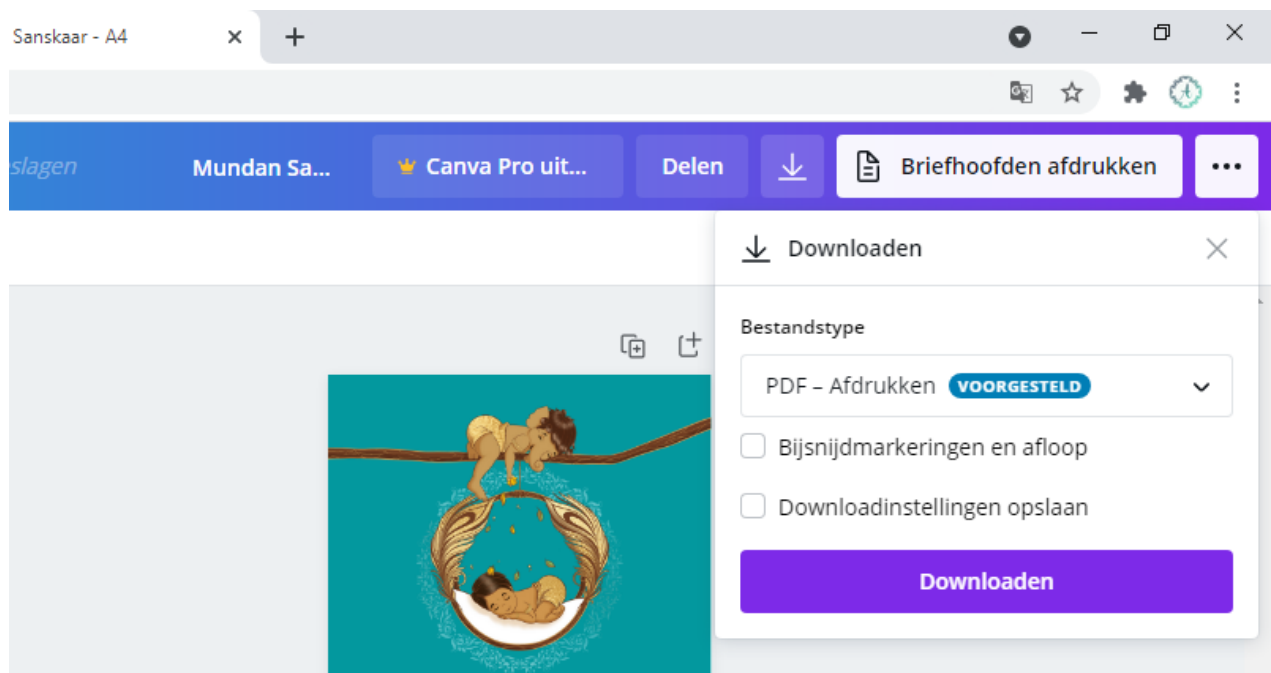 Sanskaar - A4
slagen
Mundan Sa...
Canva Pro uit...
Delen
Briefhoofden afdrukken
Downloaden
Bestandstype
PDF – Afdrukken VOORGESTELD
Bijsnijdmarkeringen en afloop
Downloadinstellingen opslaan
Downloaden